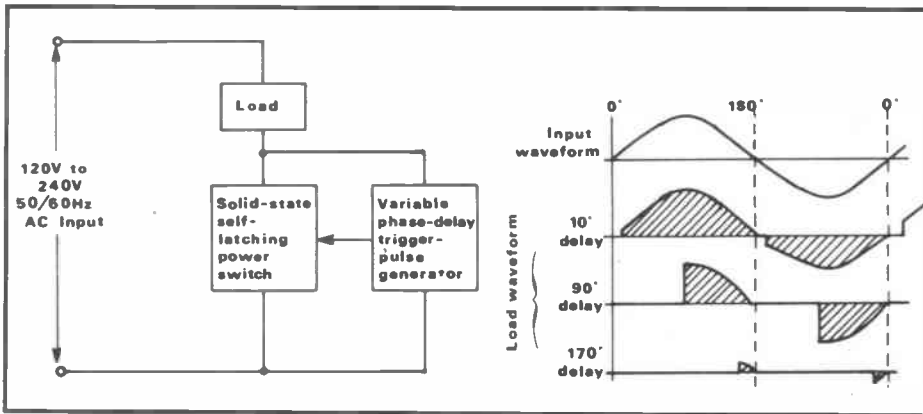 120V to
240V
50/60Hz
AC Input
Load
Solid-state
self-
latching
power
switch
Variable
phase-delay
trigger-
pulse
generator
0° 180° 0°
Input
waveform
Load waveform
10°
delay
90°
delay
170°
delay